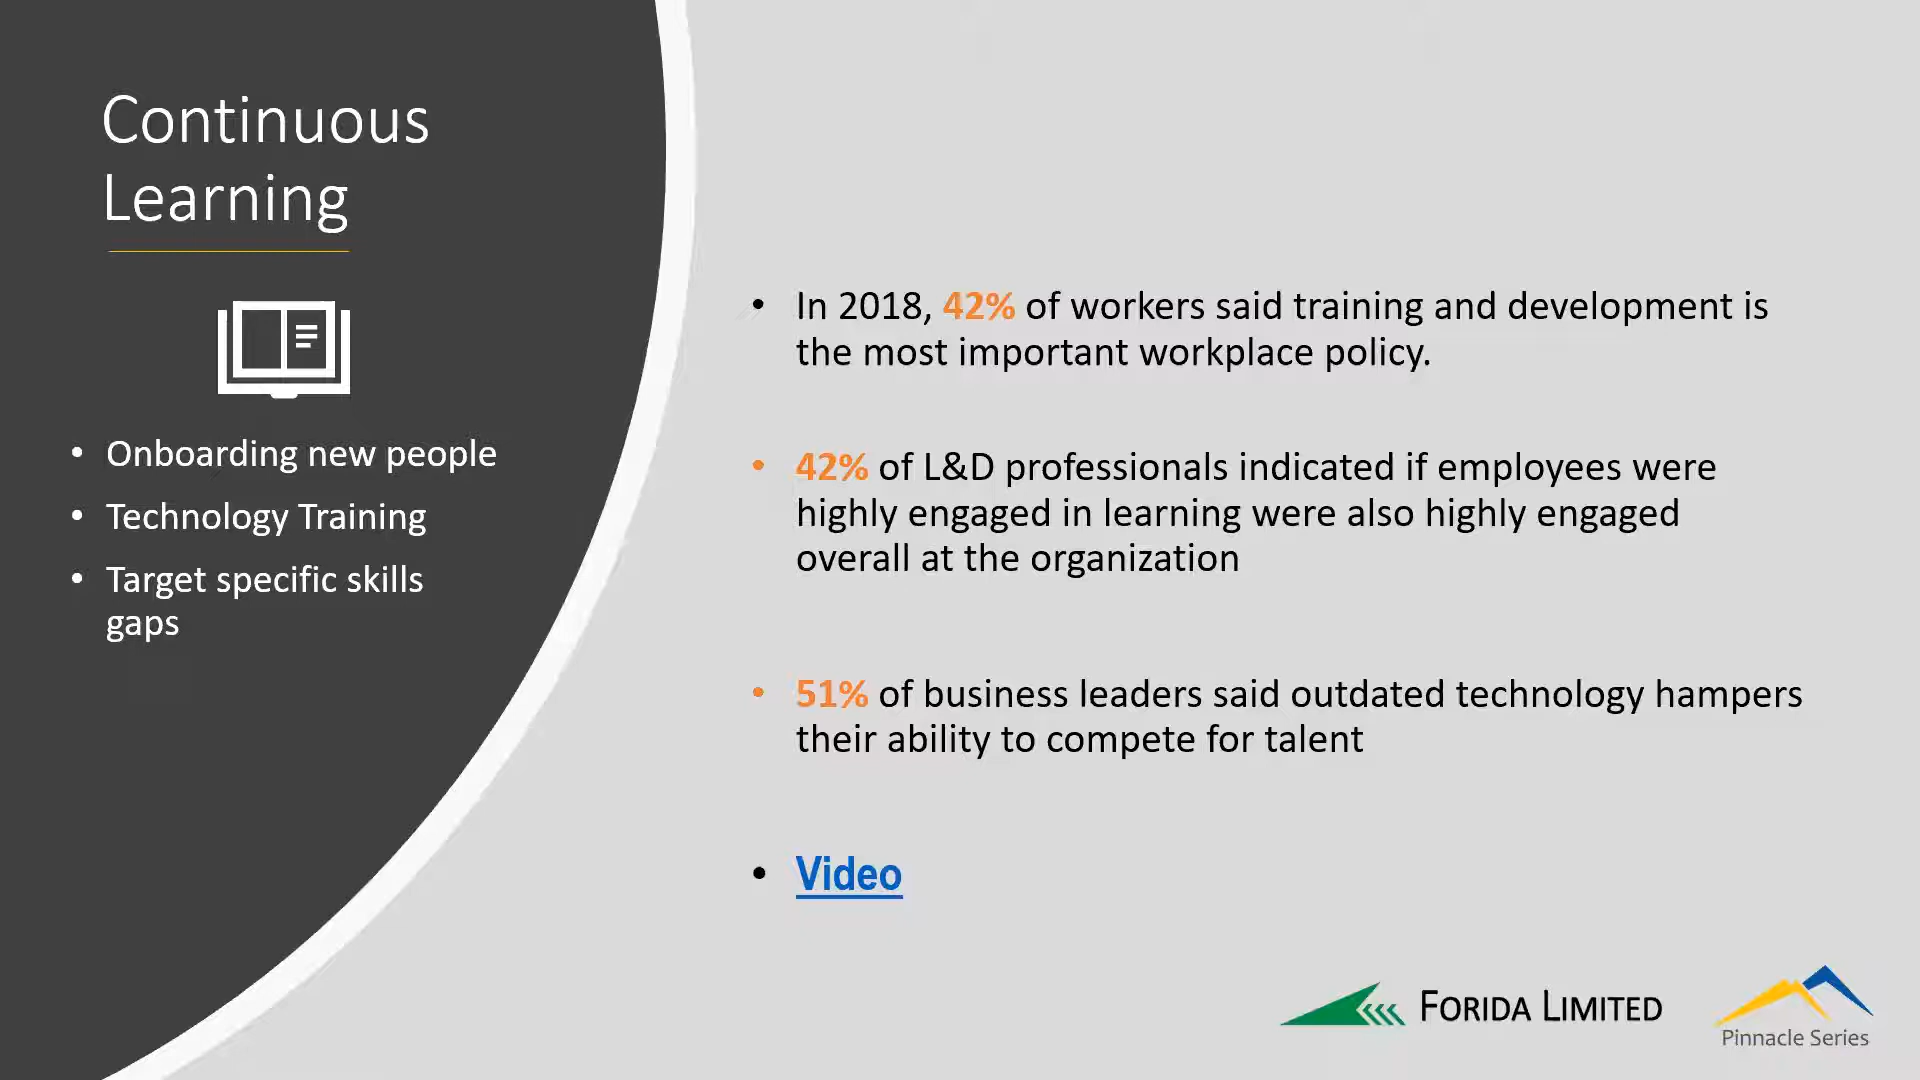 Continuous
Learning
• Onboarding new people
• Technology Training
• Target specific skills
gaps
• In 2018, 42% of workers said training and development is
the most important workplace policy.
• 42% of L&D professionals indicated if employees were
highly engaged in learning were also highly engaged
overall at the organization
• 51% of business leaders said outdated technology hampers
their ability to compete for talent
• Video
FORIDA LIMITED
Pinnacle Series